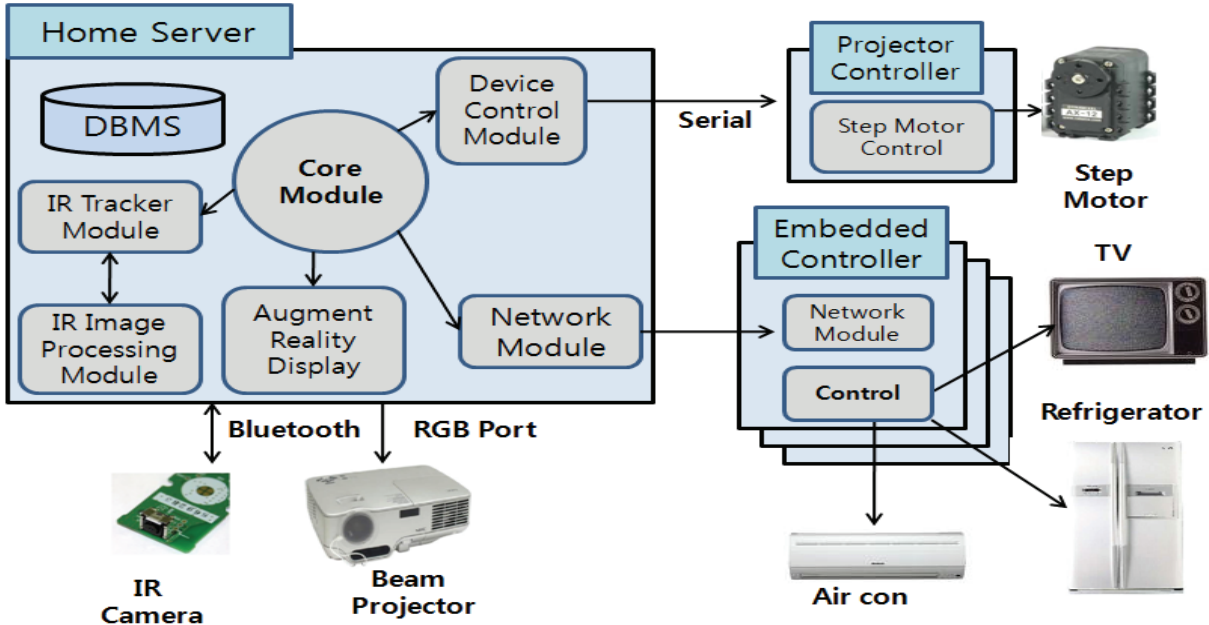 Home Server
DBMS
Core
Module
Device
Control
Module
IR Tracker
Module
IR Image
Processing
Module
Augment
Reality
Display
Network
Module
Serial
Projector
Controller
Step Motor
Control
AX-12
Step
Motor
Embedded
Controller
Network
Module
Control
TV
Refrigerator
Air con
Bluetooth
RGB Port
IR
Camera
Beam
Projector